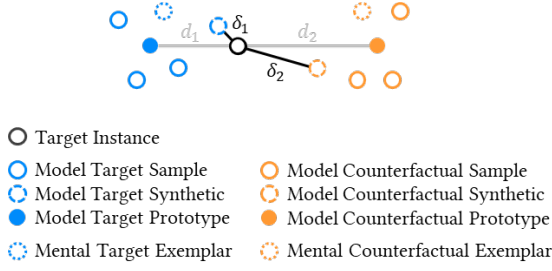 δ1
d1
d2
δ2
Target Instance
Model Target Sample
Model Counterfactual Sample
Model Target Synthetic
Model Counterfactual Synthetic
Model Target Prototype
Model Counterfactual Prototype
Mental Target Exemplar
Mental Counterfactual Exemplar